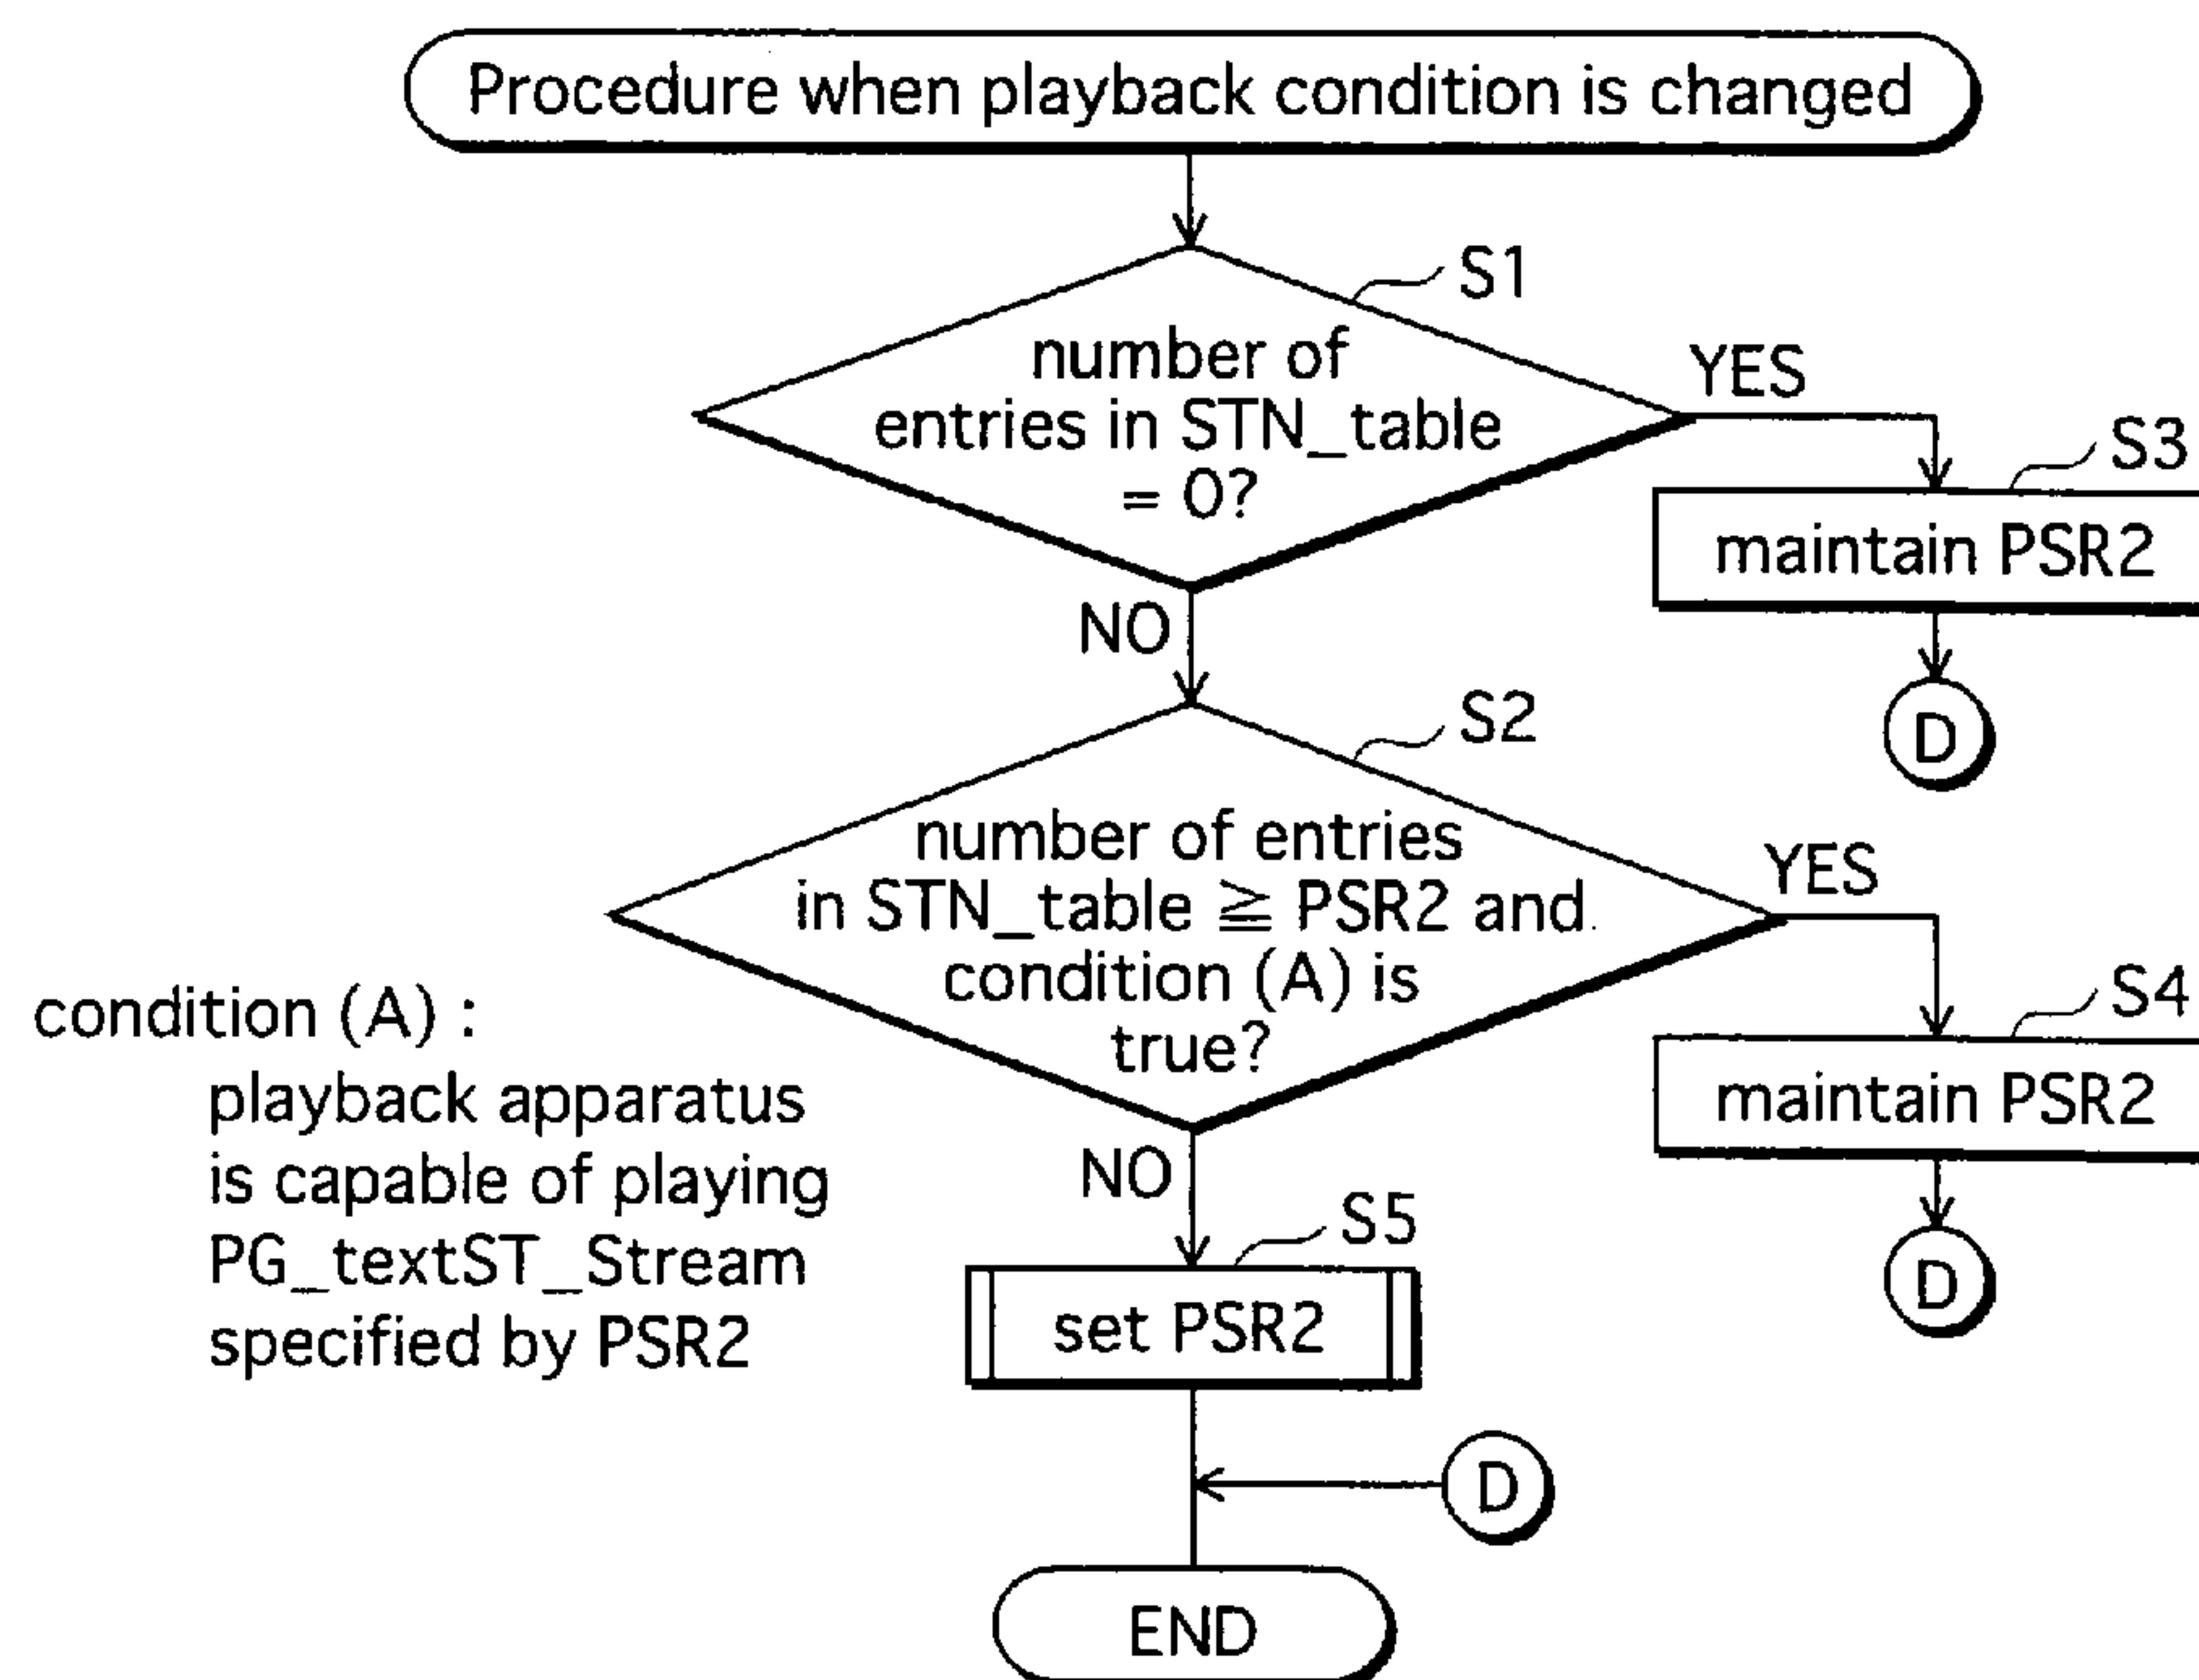 Procedure when playback condition is changed
S1
number of
entries in STN_table
= 0?
YES
S3
maintain PSR2
D
NO
S2
number of entries
in STN_table ≧ PSR2 and
condition (A) is
true?
YES
S4
maintain PSR2
D
condition (A) :
playback apparatus
is capable of playing
PG_textST_Stream
specified by PSR2
NO
S5
set PSR2
D
END